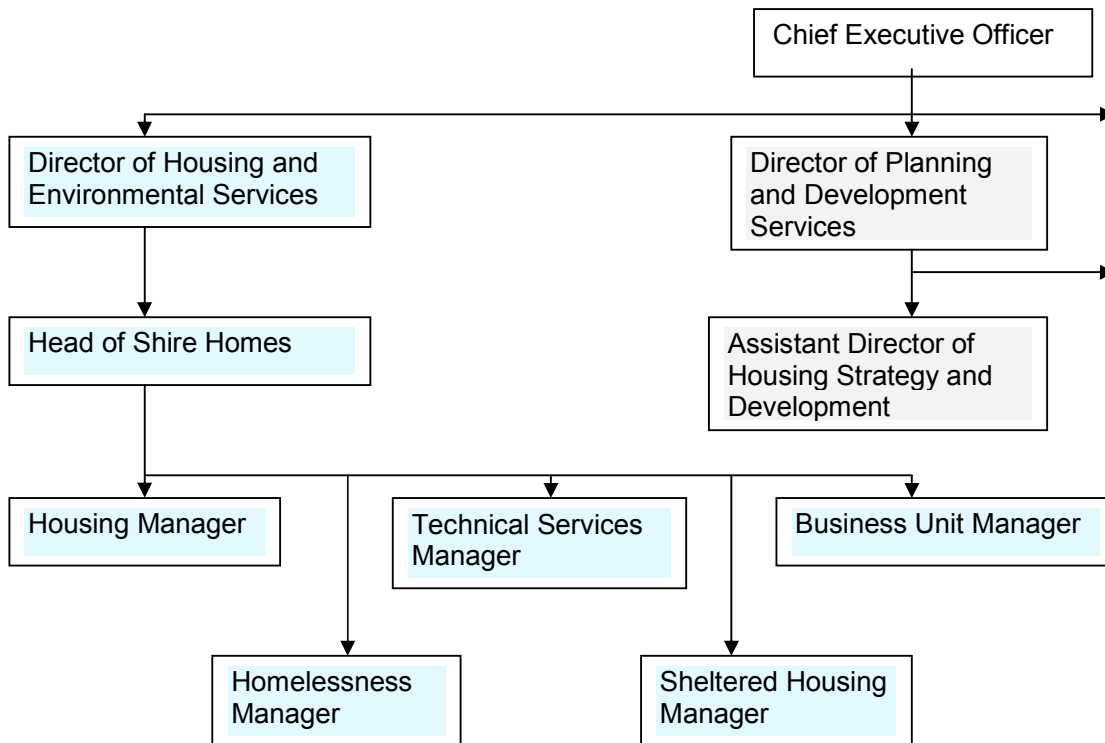 Chief Executive Officer
Director of Housing and
Environmental Services
Director of Planning
and Development
Services
Head of Shire Homes
Assistant Director of
Housing Strategy and
Development
Housing Manager
Technical Services
Manager
Business Unit Manager
Homelessness
Manager
Sheltered Housing
Manager